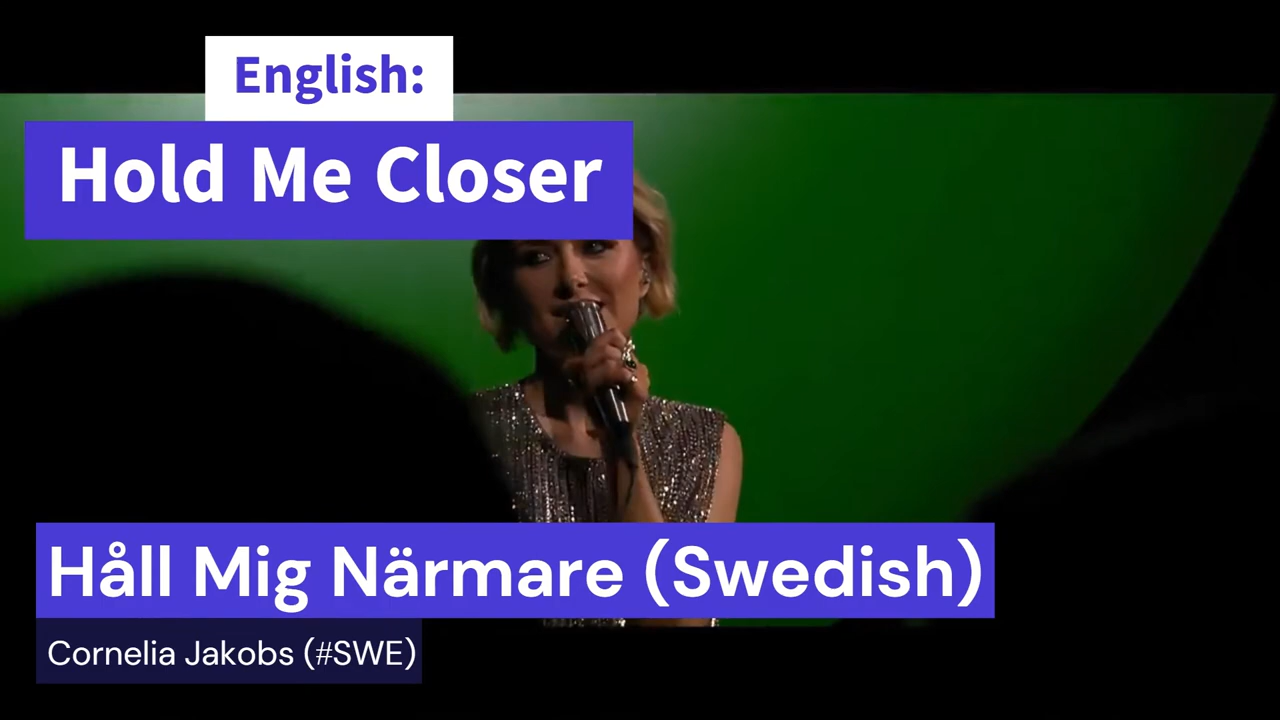 English:
Hold Me Closer
Håll Mig Närmare (Swedish)
Cornelia Jakobs (#SWE)